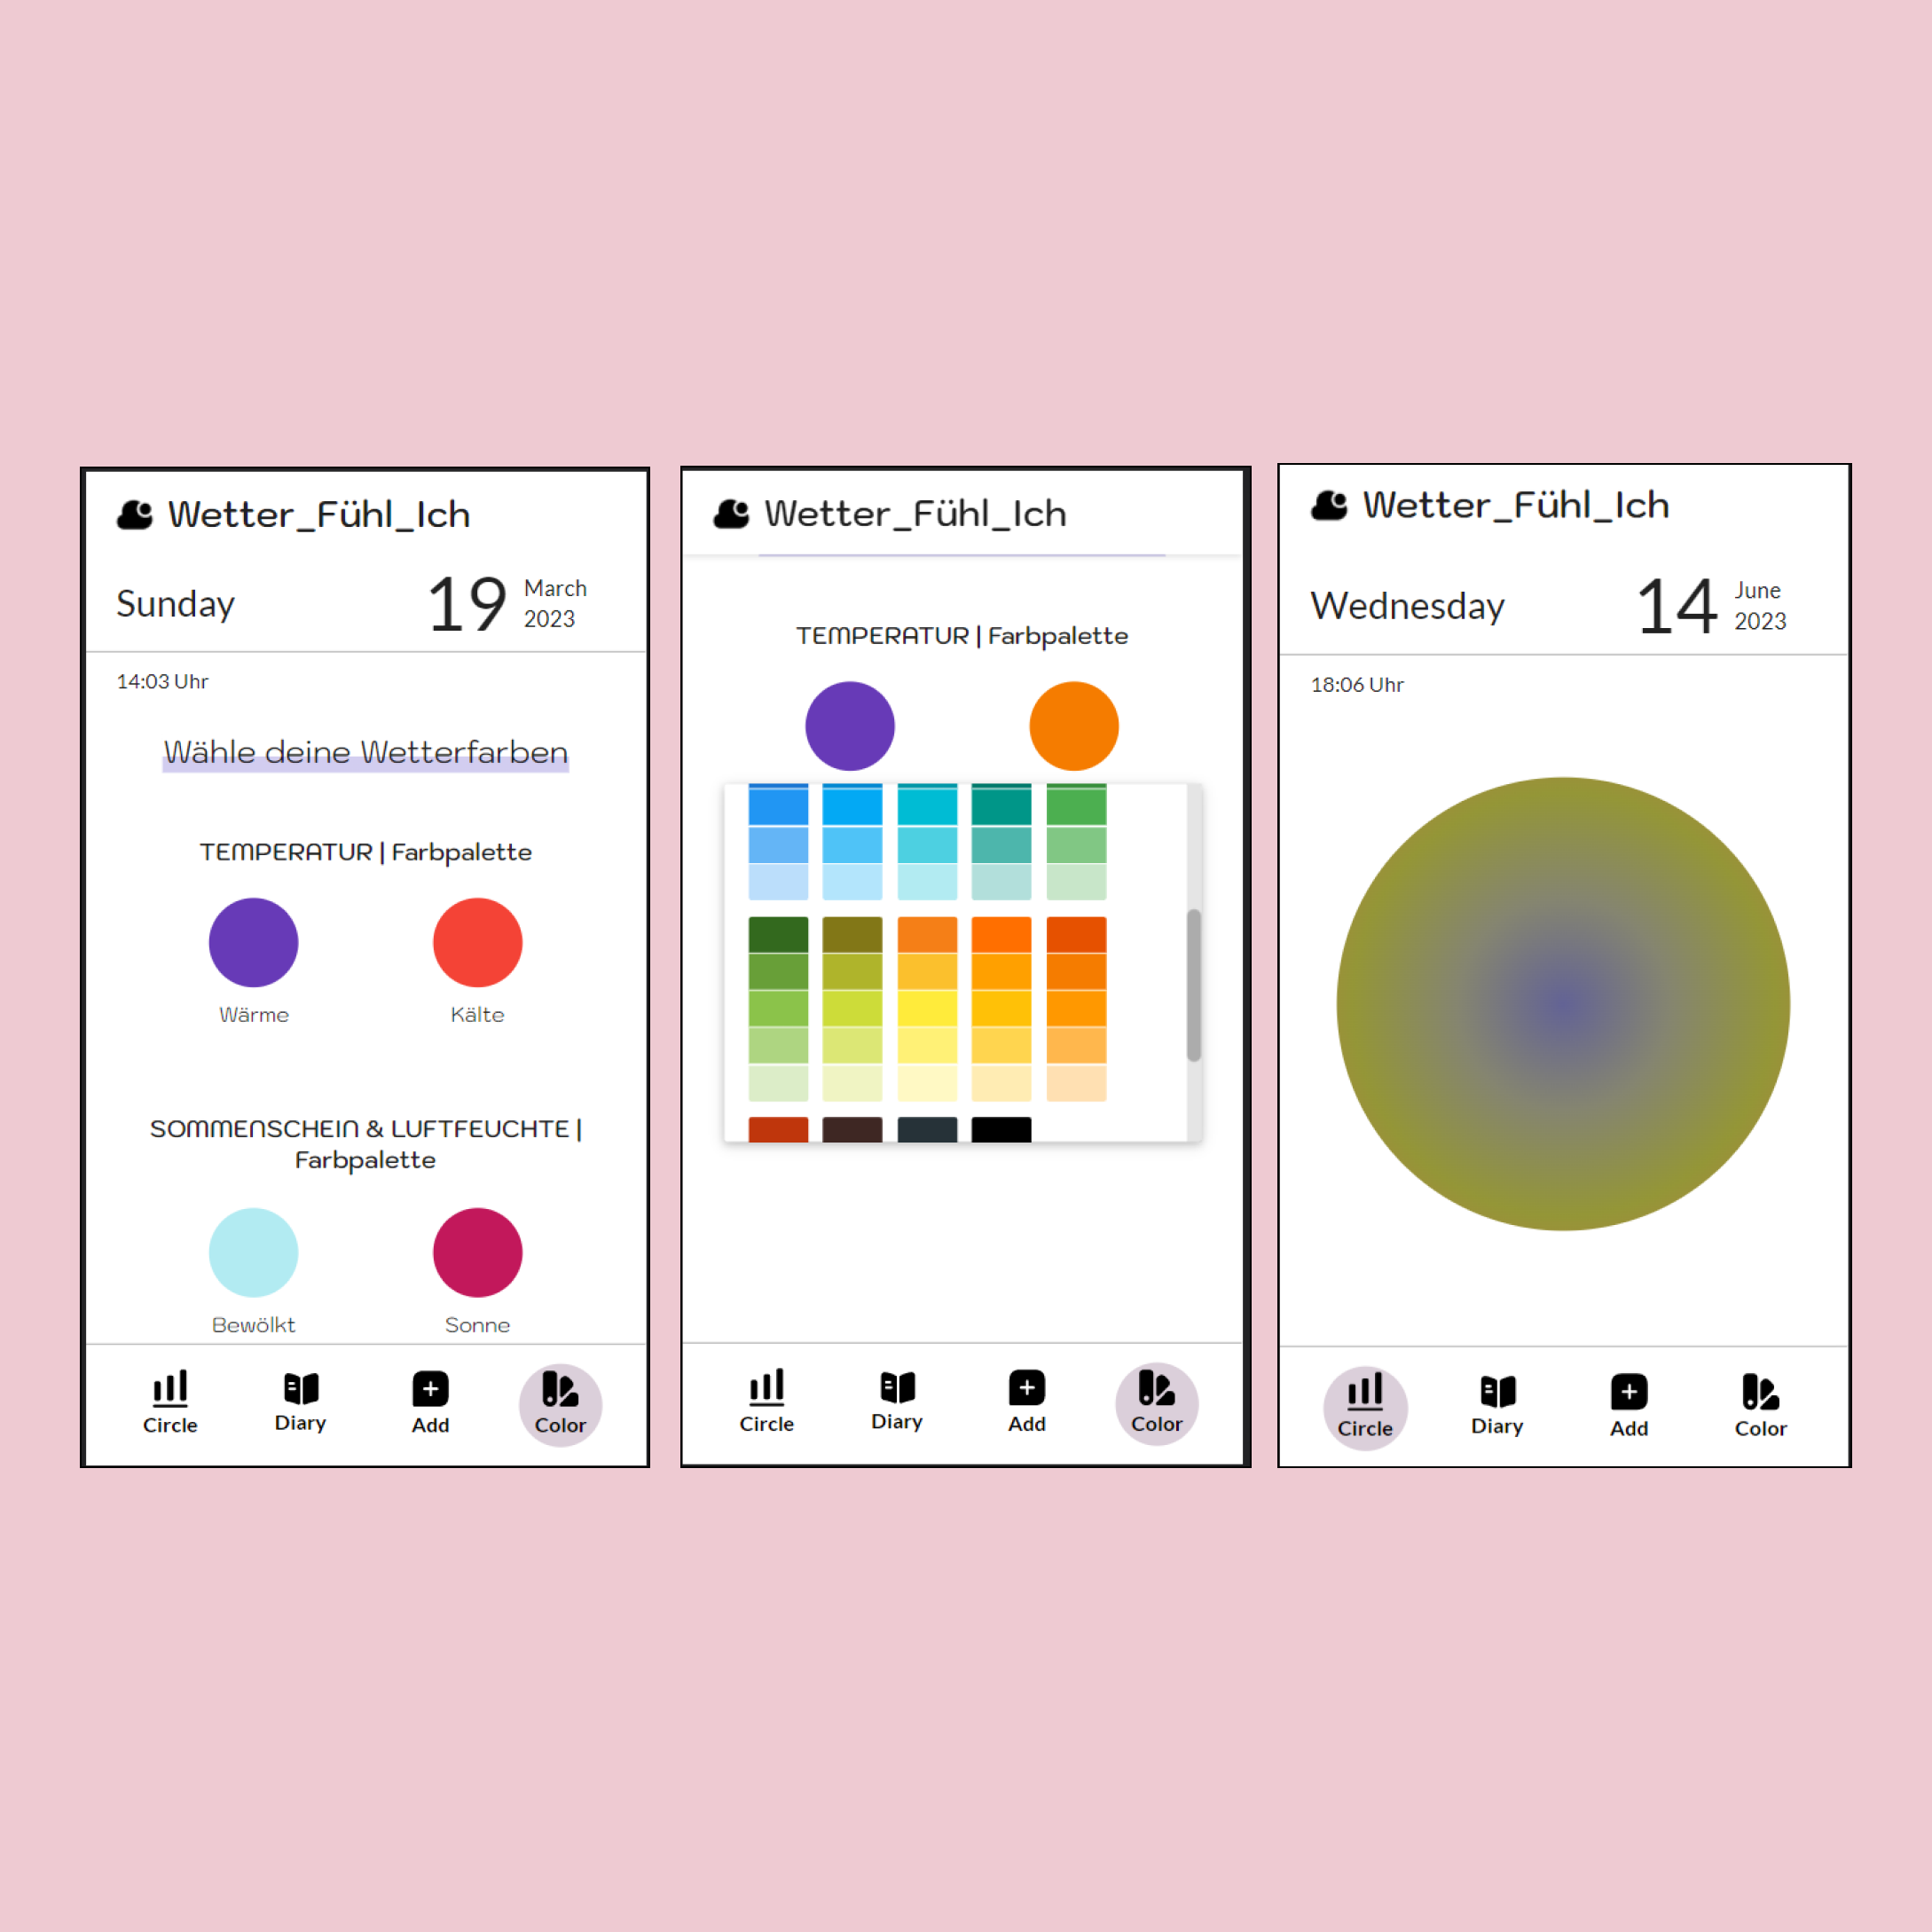 Wetter_Fühl_Ich
Sunday
19
March
2023
14:03 Uhr
Wähle deine Wetterfarben
TEMPERATUR | Farbpalette
Wärme
Kälte
SOMMENSCHEIN & LUFTFEUCHTE |
Farbpalette
Bewölkt
Sonne
Circle
Diary
Add
Color
Wetter_Fühl_Ich
TEMPERATUR | Farbpalette
Circle
Diary
Add
Color
Wetter_Fühl_Ich
Wednesday
14
June
2023
18:06 Uhr
Circle
Diary
Add
Color